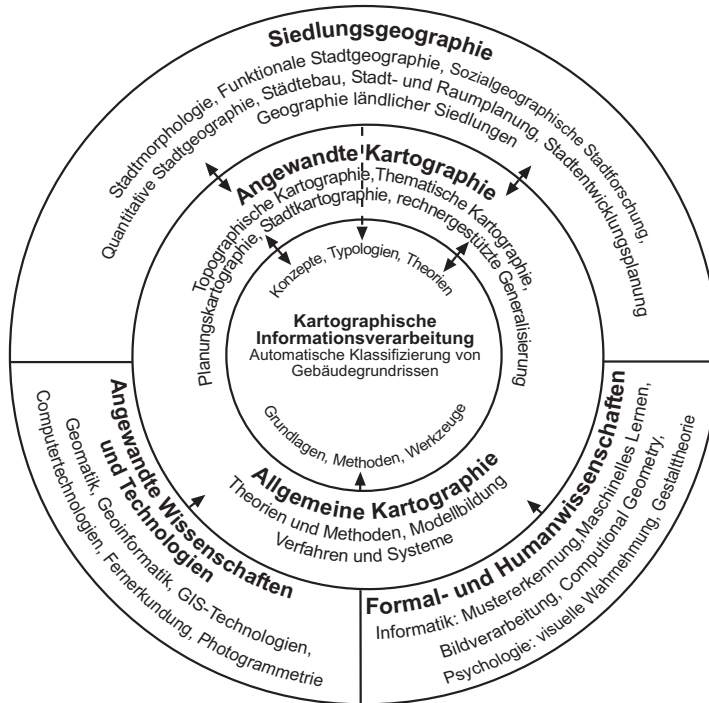 Siedlungsgeographie
Stadtmorphologie, Funktionale Stadtgeographie, Sozialgeographische Stadtforschung,
Quantitative Stadtgeographie, Städtebau, Stadt- und Raumplanung, Stadtentwicklungsplanung
Geographie ländlicher Siedlungen
Angewandte Kartographie
Topographische Kartographie,Thematische Kartographie,
Planungskartographie, Stadtkartographie, rechnergestützte Generalisierung
Konzepte, Typologien, Theorien
Kartographische
Informationsverarbeitung
Automatische Klassifizierung von
Gebäudegrundrissen
Grundlagen, Methoden, Werkzeuge
Allgemeine Kartographie
Theorien und Methoden, Modellbildung
Verfahren und Systeme
Angewandte Wissenschaften
und Technologien
Geomatik, Geoinformatik, GIS-Technologien,
Computertechnologien, Fernerkundung, Photogrammetrie
Formal- und Humanwissenschaften
Informatik: Mustererkennung,Maschinelles Lernen,
Bildverarbeitung, Computional Geometry,
Psychologie: visuelle Wahrnehmung, Gestalttheorie